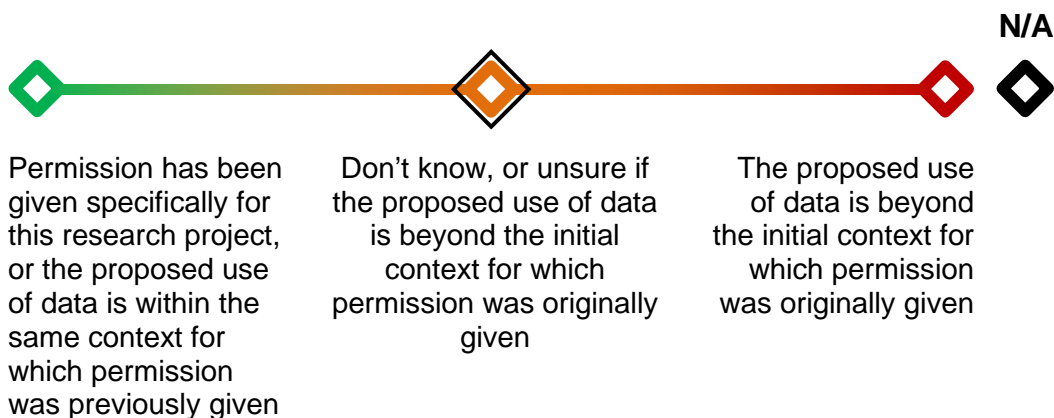 N/A
Permission has been
given specifically for
this research project,
or the proposed use
of data is within the
same context for
which permission
was previously given
Don’t know, or unsure if
the proposed use of data
is beyond the initial
context for which
permission was originally
given
The proposed use
of data is beyond
the initial context for
which permission
was originally given